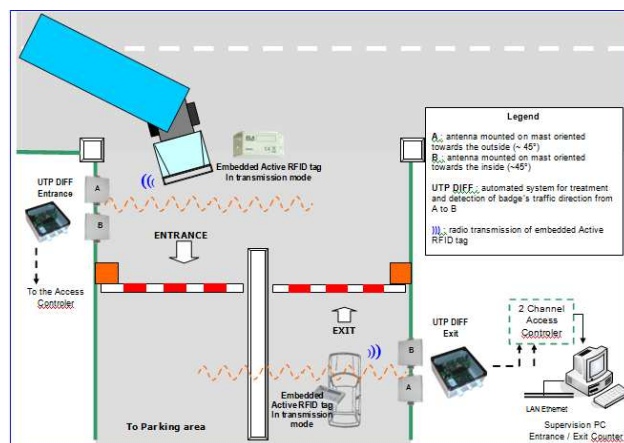 Embedded Active RFID tag
In transmission mode
UTP DIFF
Entrance
A
B
To the Access
Controler
ENTRANCE
EXIT
To Parking area
Embedded
Active RFID tag
In transmission
mode
Legend
A : antenna mounted on mast oriented
towards the outside (~ 45°)
B : antenna mounted on mast oriented
towards the inside (~45°)
UTP DIFF : automated system for treatment
and detection of badge's traffic direction from
A to B
))) : radio transmission of embedded Active
RFID tag
UTP DIFF
Exit
B
A
2 Channel
Access
Controler
LAN Ethernet
Supervision PC
Entrance / Exit Counter